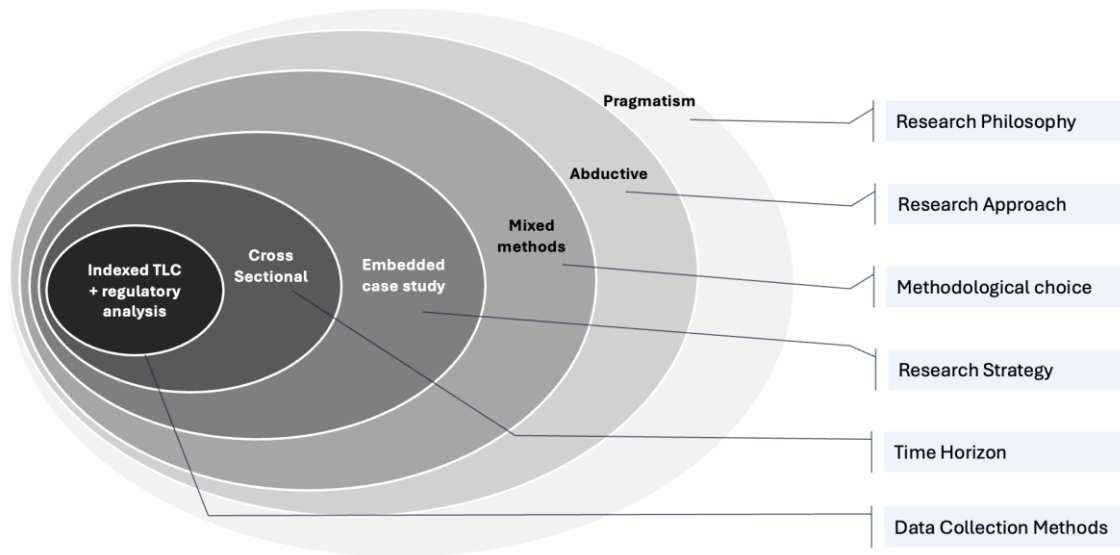 Pragmatism
Research Philosophy
Abductive
Research Approach
Mixed
methods
Methodological choice
Embedded
case study
Research Strategy
Cross
Sectional
Time Horizon
Indexed TLC
+ regulatory
analysis
Data Collection Methods